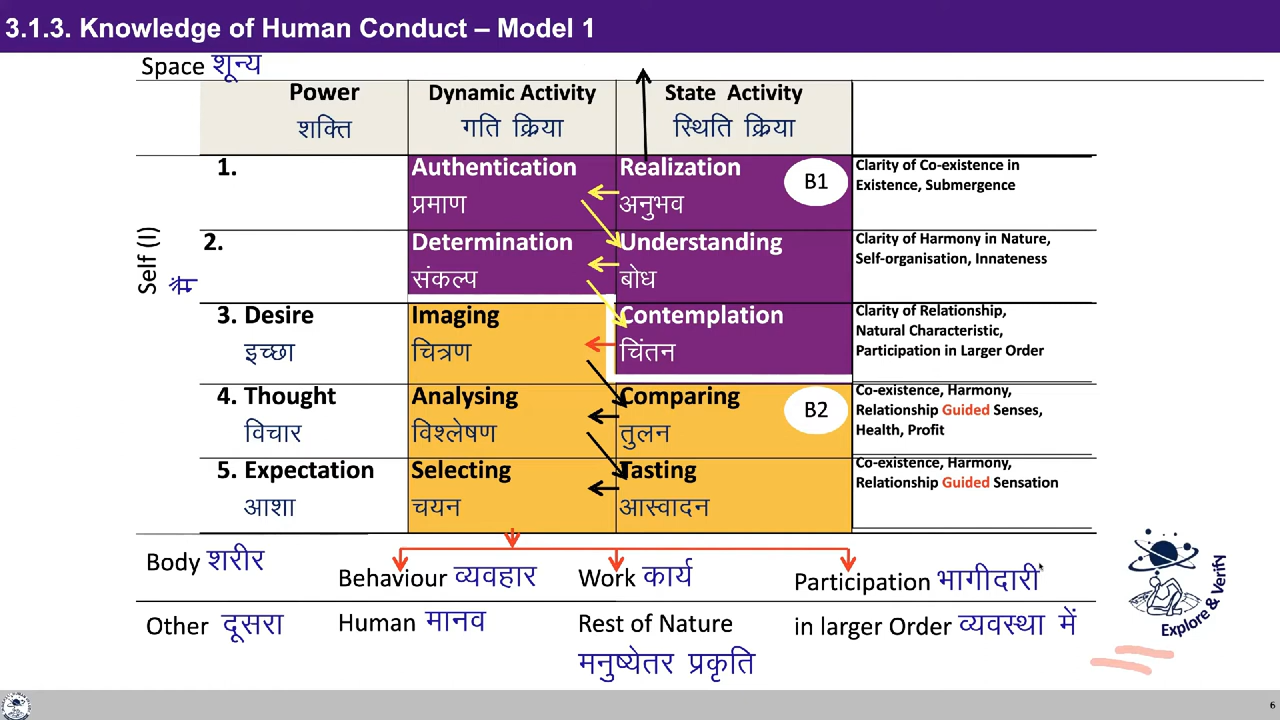 3.1.3. Knowledge of Human Conduct – Model 1
Space शून्य
Power Dynamic Activity State Activity
शक्ति गति क्रिया स्थिति क्रिया
Self (I)
मैं
1. Authentication Realization B1 Clarity of Co-existence in
प्रमाण अनुभव Existence, Submergence
2. Determination Understanding Clarity of Harmony in Nature,
संकल्प बोध Self-organisation, Innateness
3. Desire Imaging Contemplation Clarity of Relationship,
इच्छा चित्रण चिंतन Natural Characteristic,
Participation in Larger Order
4. Thought Analysing Comparing B2 Co-existence, Harmony,
विचार विश्लेषण तुलन Relationship Guided Senses,
Health, Profit
5. Expectation Selecting Tasting Co-existence, Harmony,
आशा चयन आस्वादन Relationship Guided Sensation
Body शरीर Behaviour व्यवहार Work कार्य Participation भागीदारी
Other दूसरा Human मानव Rest of Nature in larger Order व्यवस्था में
मनुष्येतर प्रकृति
Explore & Verify
6